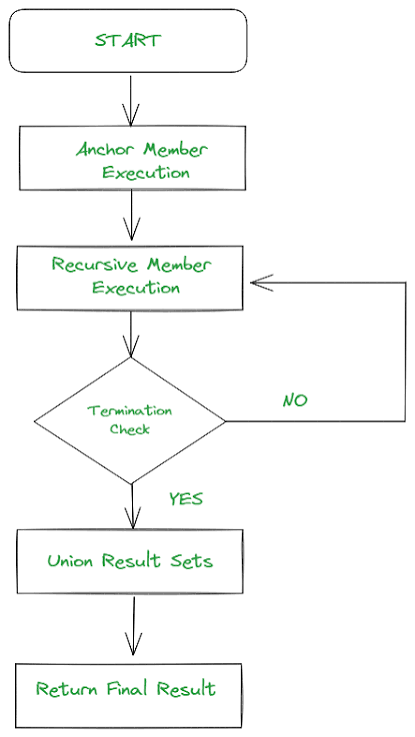 START
Anchor Member
Execution
Recursive Member
Execution
Termination
Check
NO
YES
Union Result Sets
Return Final Result